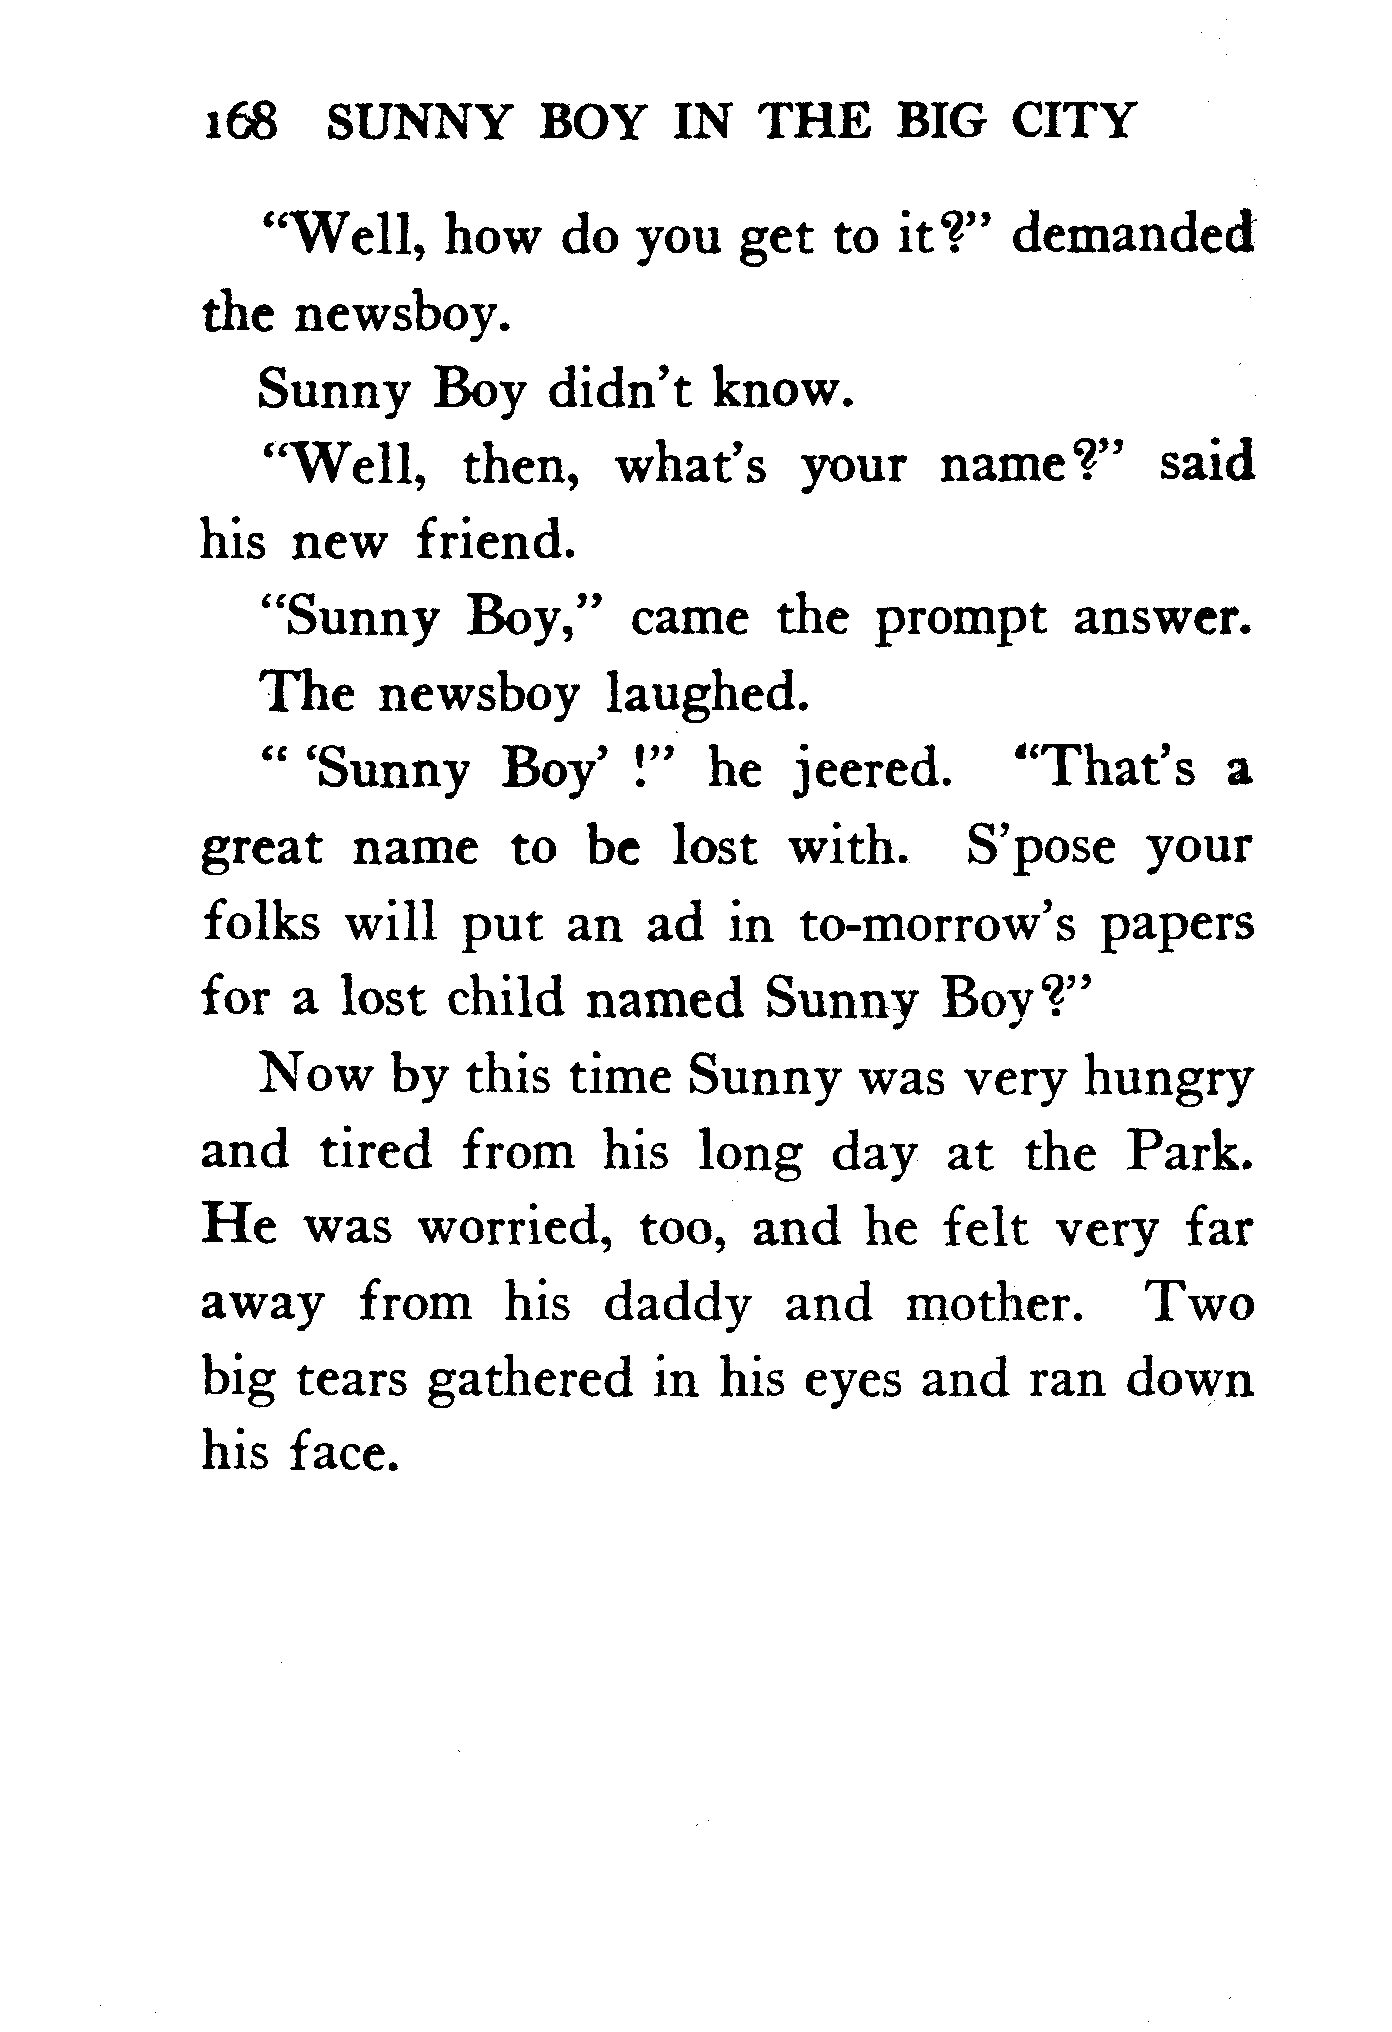 168 SUNNY BOY IN THE BIG CITY
“Well, how do you get to it?” demanded
the newsboy.
Sunny Boy didn’t know.
“Well, then, what’s your name?” said
his new friend.
“Sunny Boy,” came the prompt answer.
The newsboy laughed.
“ ‘Sunny Boy’ !” he jeered. “That’s a
great name to be lost with. S’pose your
folks will put an ad in to-morrow’s papers
for a lost child named Sunny Boy?”
Now by this time Sunny was very hungry
and tired from his long day at the Park.
He was worried, too, and he felt very far
away from his daddy and mother. Two
big tears gathered in his eyes and ran down
his face.